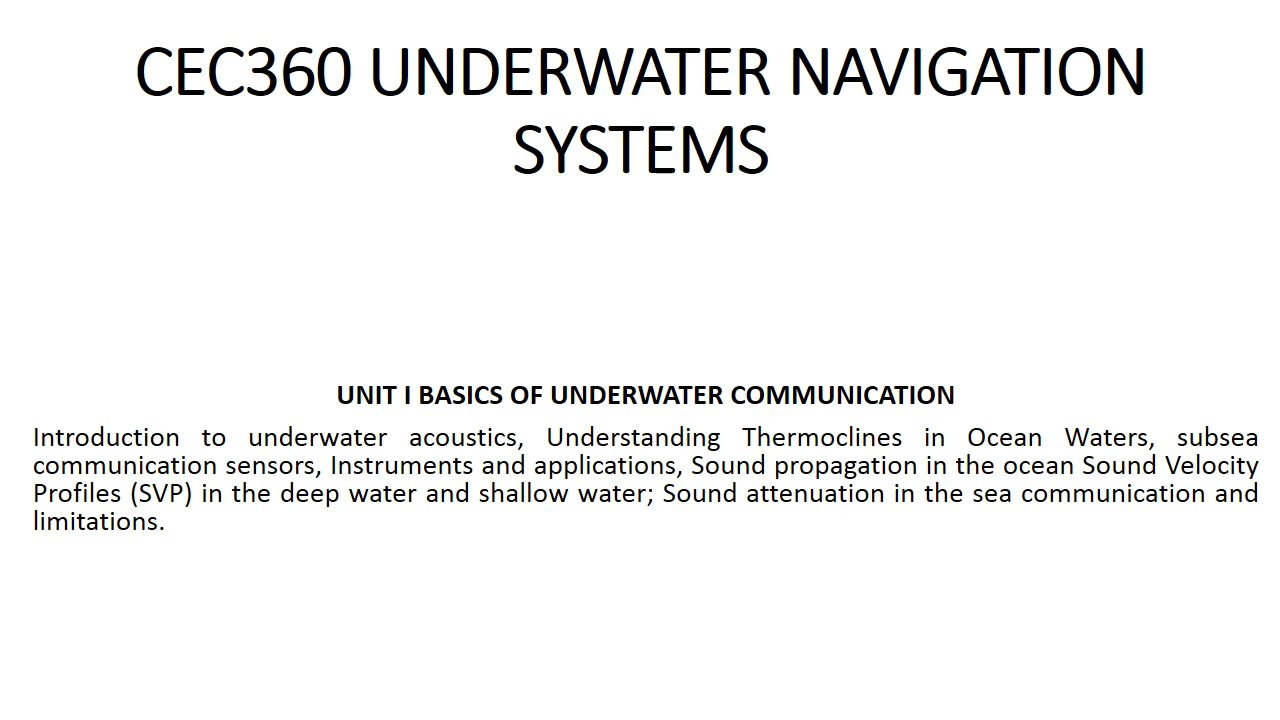 CEC360 UNDERWATER NAVIGATION
SYSTEMS
UNIT I BASICS OF UNDERWATER COMMUNICATION
Introduction to underwater acoustics, Understanding Thermoclines in Ocean Waters, subsea
communication sensors, Instruments and applications, Sound propagation in the ocean Sound Velocity
Profiles (SVP) in the deep water and shallow water; Sound attenuation in the sea communication and
limitations.